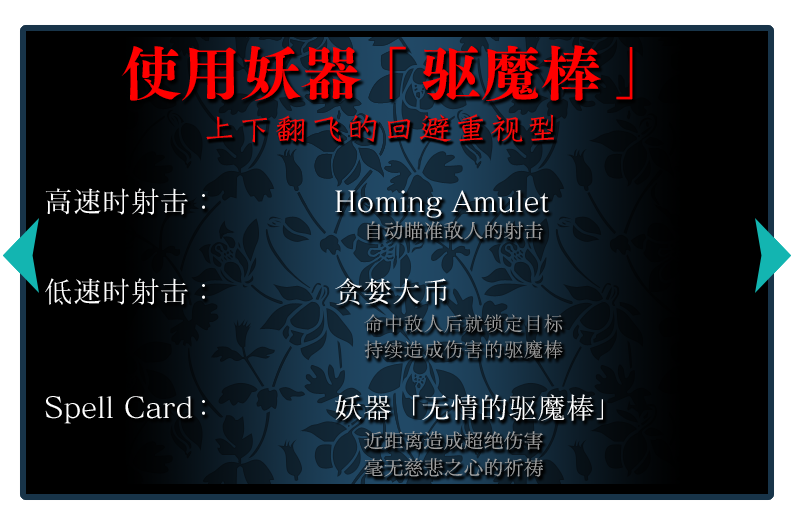 使用妖器「驱魔棒」
上下翻飞的回避重视型
高速时射击： Homing Amulet
自动瞄准敌人的射击
低速时射击： 贪婪大币
命中敌人后就锁定目标
持续造成伤害的驱魔棒
Spell Card： 妖器「无情的驱魔棒」
近距离造成超绝伤害
毫无慈悲之心的祈祷